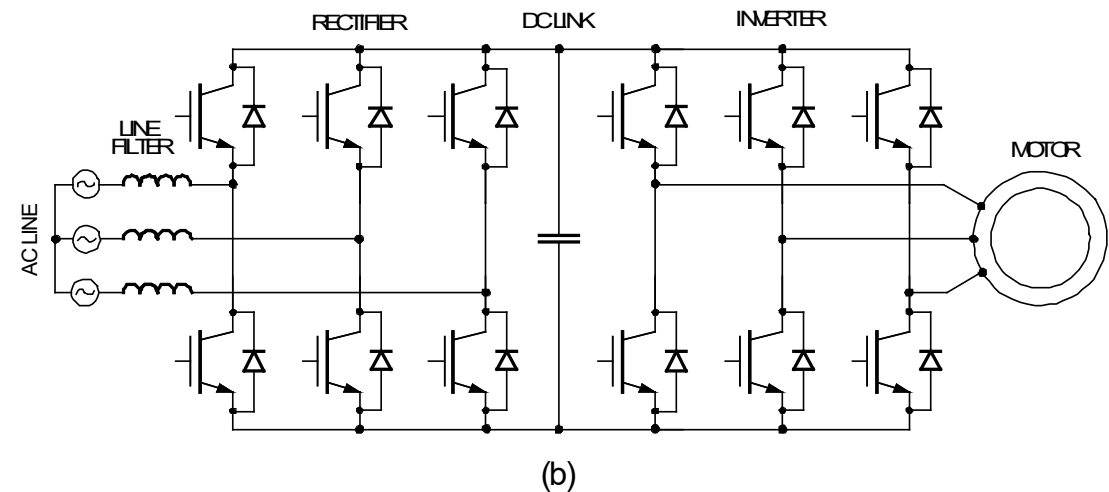 RECTIFIER
DC LINK
INVERTER
LINE
FILTER
MOTOR
AC LINE
(b)